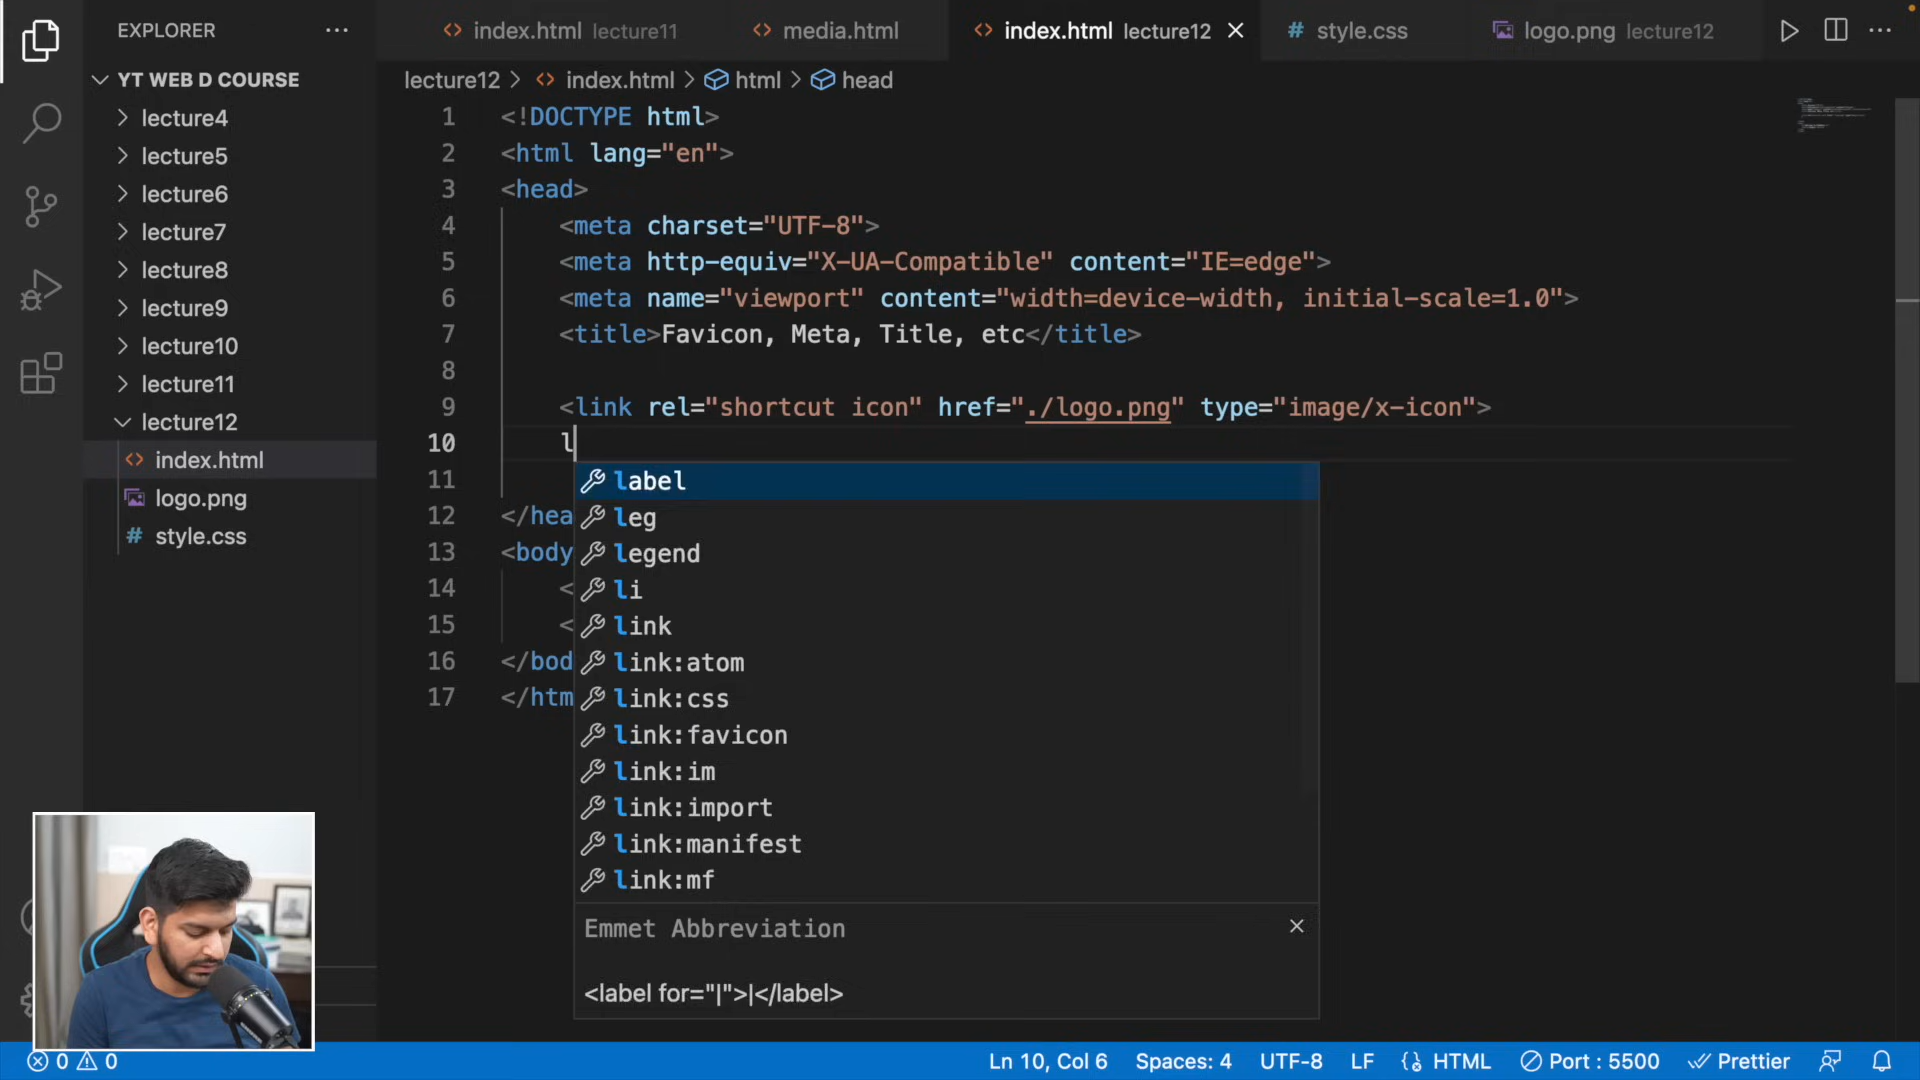 EXPLORER
YT WEB D COURSE
lecture4
lecture5
lecture6
lecture7
lecture8
lecture9
lecture10
lecture11
lecture12
index.html
logo.png
# style.css
index.html lecture11
media.html
index.html lecture12
# style.css
logo.png lecture12
lecture12 > index.html > html > head
1 <!DOCTYPE html>
2 <html lang="en">
3 <head>
4 <meta charset="UTF-8">
5 <meta http-equiv="X-UA-Compatible" content="IE=edge">
6 <meta name="viewport" content="width=device-width, initial-scale=1.0">
7 <title>Favicon, Meta, Title, etc</title>
8
9 <link rel="shortcut icon" href="./logo.png" type="image/x-icon">
10 l
11
12 </hea
13 <body
14 <
15 <
16 </bod
17 </htm
label
leg
legend
li
link
link:atom
link:css
link:favicon
link:im
link:import
link:manifest
link:mf
Emmet Abbreviation
<label for="|">|</label>
0 0
Ln 10, Col 6 Spaces: 4 UTF-8 LF HTML Port : 5500 Prettier